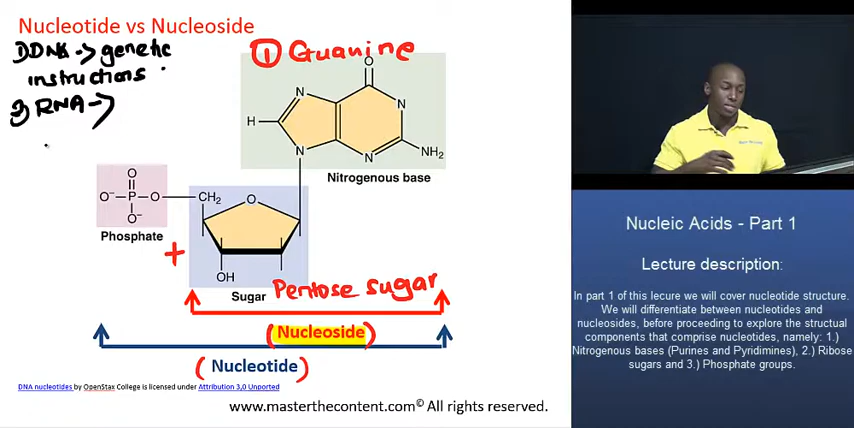 Nucleotide vs Nucleoside
1) DNA -> genetic
instructions
2) RNA ->
① Guanine
O
N
N
H
N
N
NH2
Nitrogenous base
O
O⁻ P O
O⁻
CH2
O
Phosphate
+
OH
Sugar
Pentose sugar
(Nucleoside)
(Nucleotide)
DNA nucleotides by OpenStax College is licensed under Attribution 3,0 Unported
www.masterthecontent.com© All rights reserved.
Nucleic Acids - Part 1
Lecture description:
In part 1 of this lecure we will cover nucleotide structure.
We will differentiate between nucleotides and
nucleosides, before proceeding to explore the structual
components that comprise nucleotides, namely: 1.)
Nitrogenous bases (Purines and Pyridimines), 2.) Ribose
sugars and 3.) Phosphate groups.